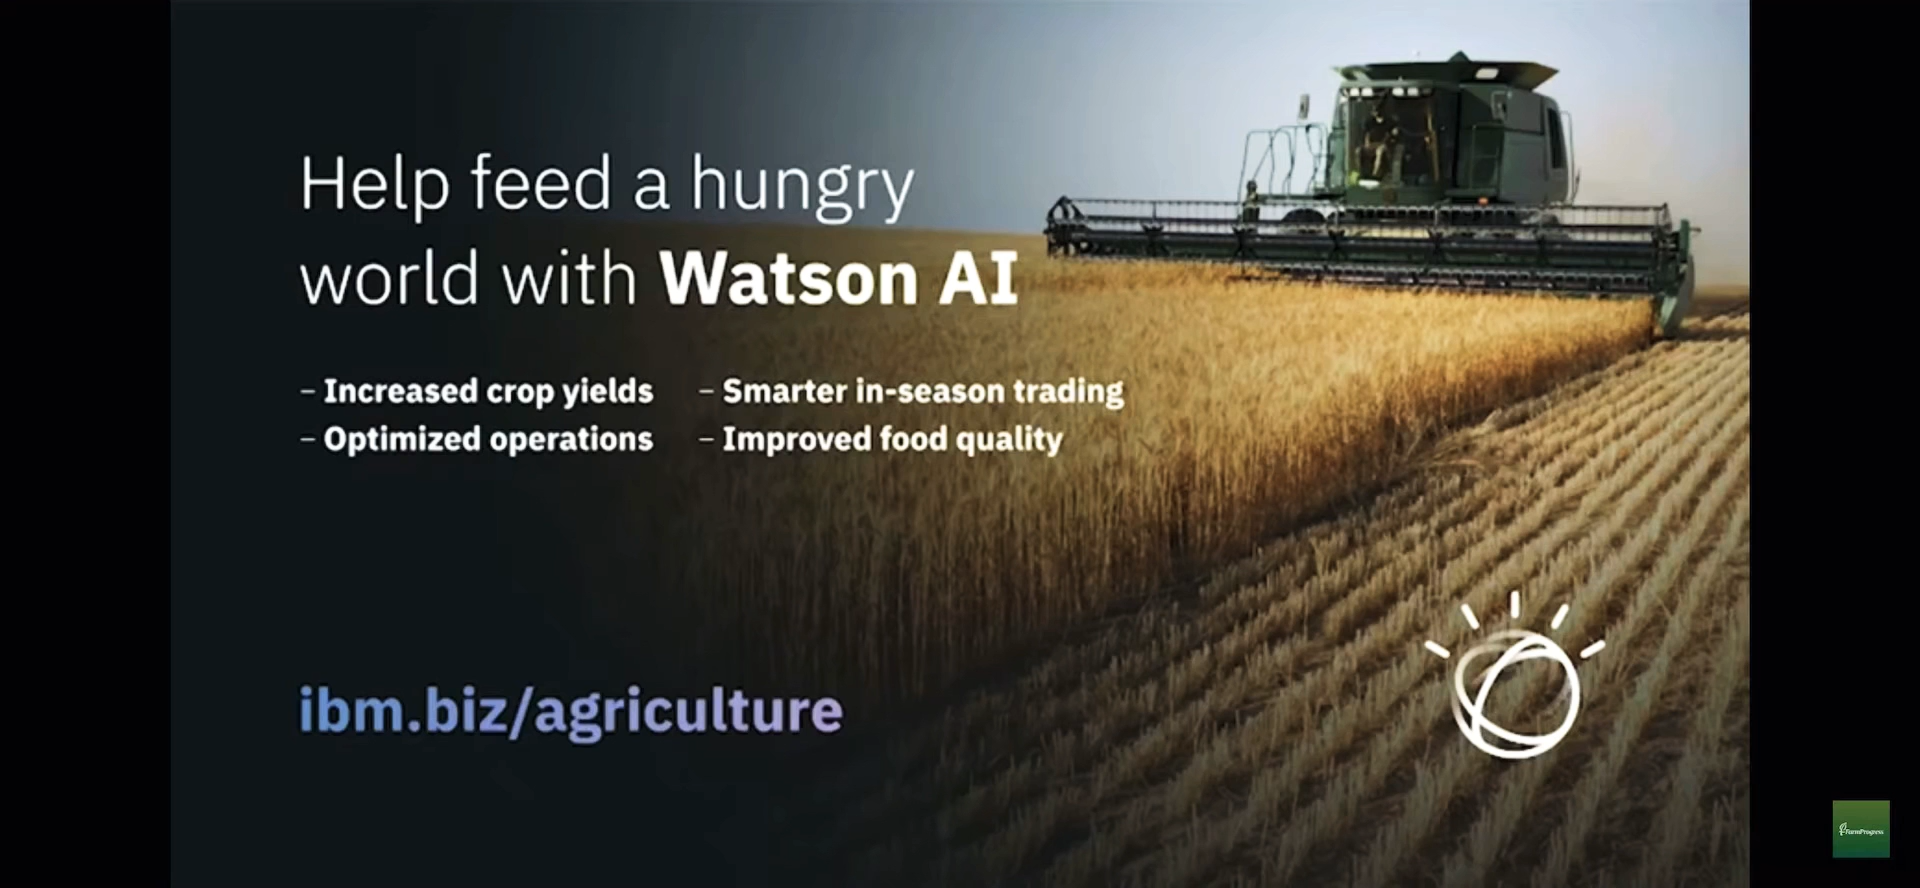 Help feed a hungry
world with Watson AI
– Increased crop yields
– Optimized operations
– Smarter in-season trading
– Improved food quality
ibm.biz/agriculture
FarmProgress